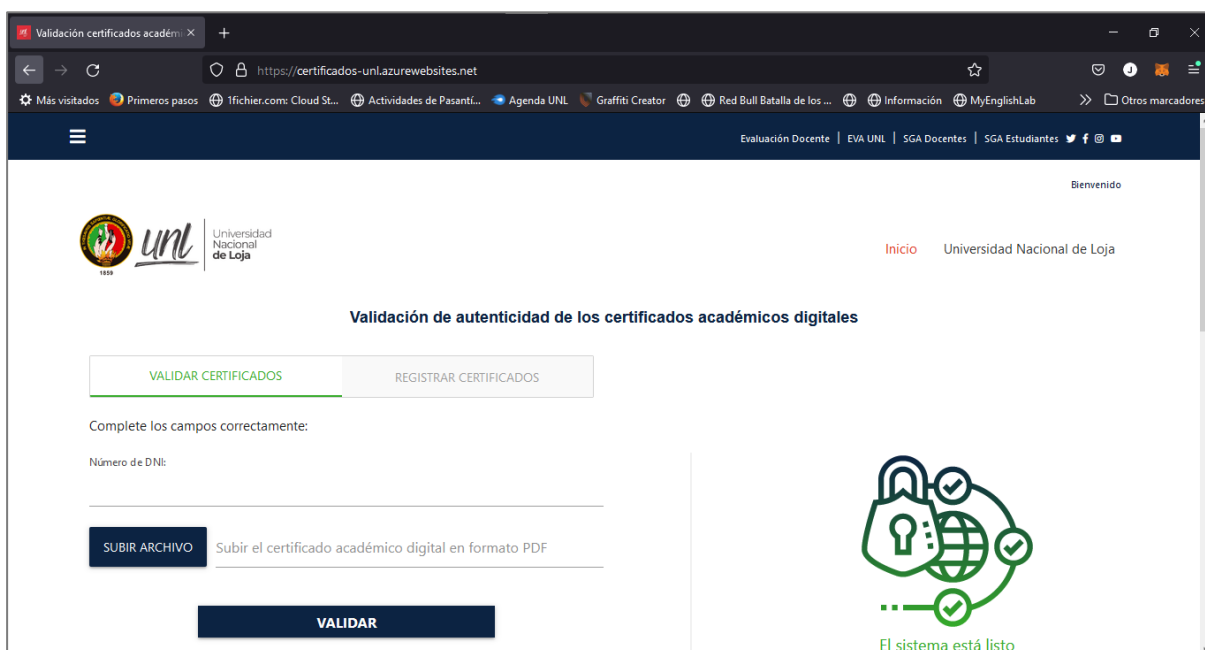 Validación certificados académi
https://certificados-unl.azurewebsites.net
Más visitados Primeros pasos 1fichier.com: Cloud St... Actividades de Pasantí... Agenda UNL Graffiti Creator Red Bull Batalla de los ... Información MyEnglishLab Otros marcadores
Evaluación Docente | EVA UNL | SGA Docentes | SGA Estudiantes
Bienvenido
unl
Universidad
Nacional
de Loja
1859
Inicio Universidad Nacional de Loja
Validación de autenticidad de los certificados académicos digitales
VALIDAR CERTIFICADOS REGISTRAR CERTIFICADOS
Complete los campos correctamente:
Número de DNI:
SUBIR ARCHIVO Subir el certificado académico digital en formato PDF
VALIDAR
El sistema está listo